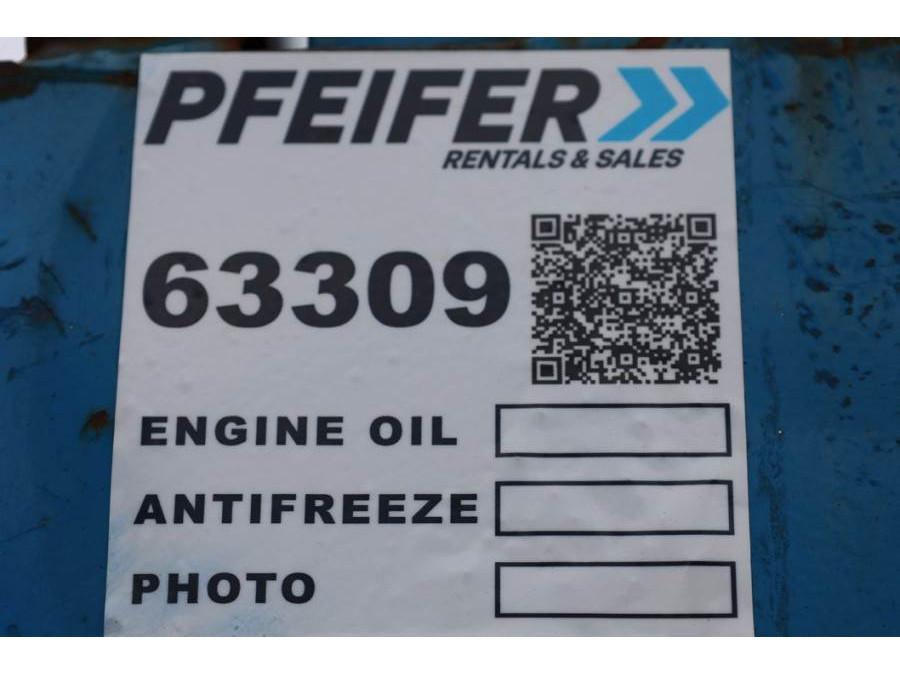 PFEIFER
RENTALS & SALES
63309
ENGINE OIL
ANTIFREEZE
PHOTO